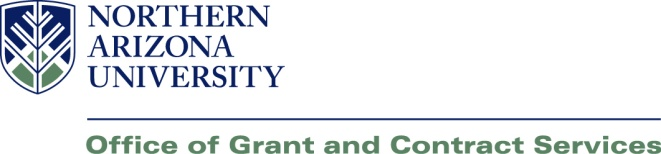 NORTHERN
ARIZONA
UNIVERSITY
Office of Grant and Contract Services